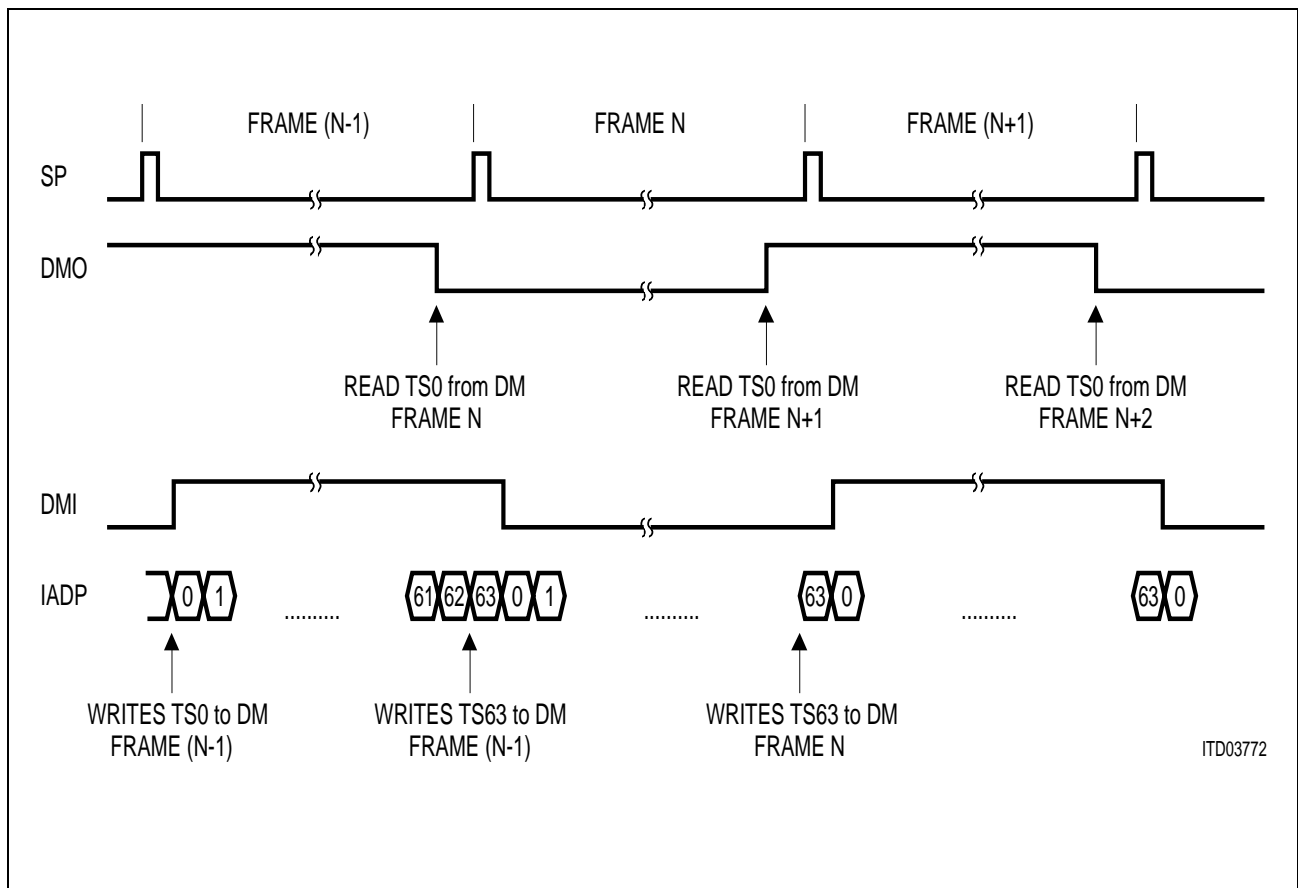 FRAME (N-1) FRAME N FRAME (N+1)
SP
DMO
READ TS0 from DM READ TS0 from DM READ TS0 from DM
FRAME N FRAME N+1 FRAME N+2
DMI
IADP 0 1 .......... 61 62 63 0 1 .......... 63 0 .......... 63 0
WRITES TS0 to DM WRITES TS63 to DM WRITES TS63 to DM
FRAME (N-1) FRAME (N-1) FRAME N ITD03772